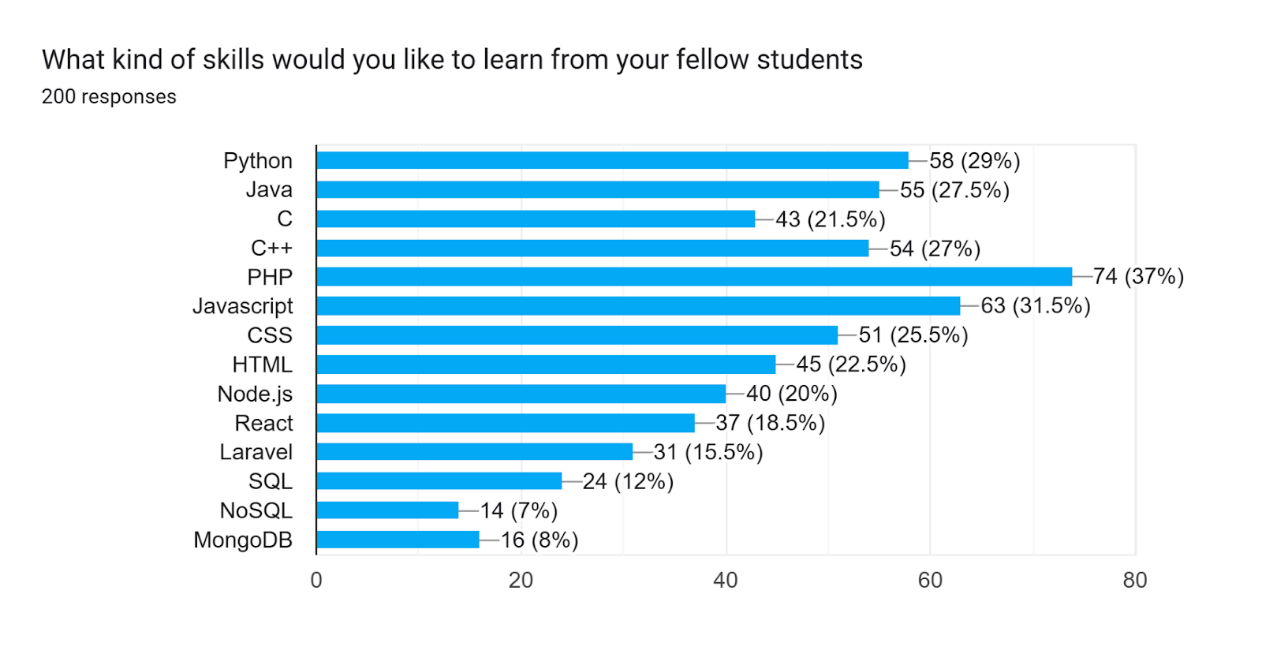 What kind of skills would you like to learn from your fellow students
200 responses
Python 58 (29%)
Java 55 (27.5%)
C 43 (21.5%)
C++ 54 (27%)
PHP 74 (37%)
Javascript 63 (31.5%)
CSS 51 (25.5%)
HTML 45 (22.5%)
Node.js 40 (20%)
React 37 (18.5%)
Laravel 31 (15.5%)
SQL 24 (12%)
NoSQL 14 (7%)
MongoDB 16 (8%)
0 20 40 60 80